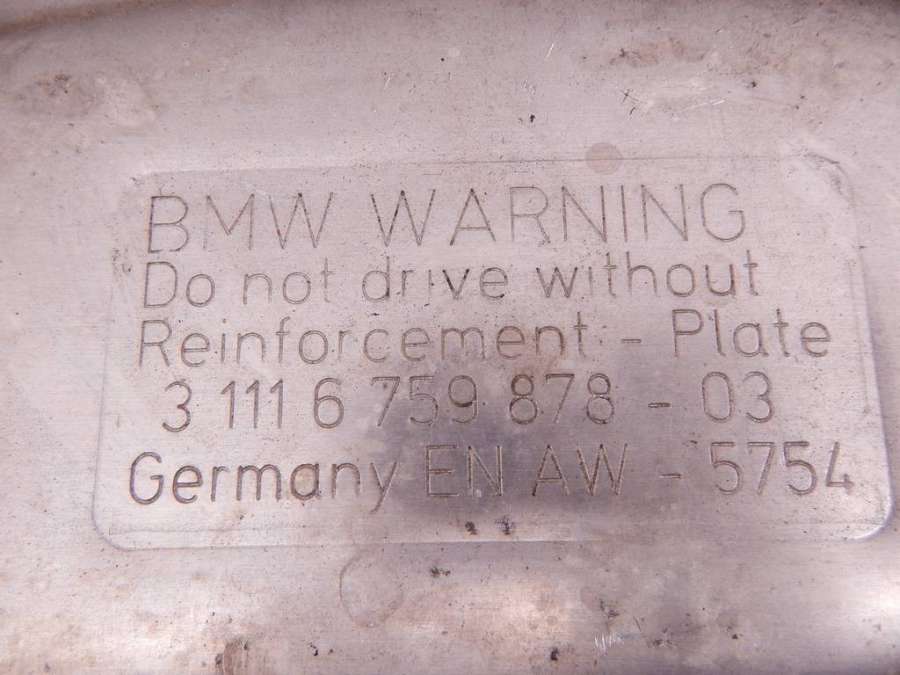 BMW WARNING
Do not drive without
Reinforcement - Plate
3 111 6 759 878 - 03
Germany EN AW - 5754